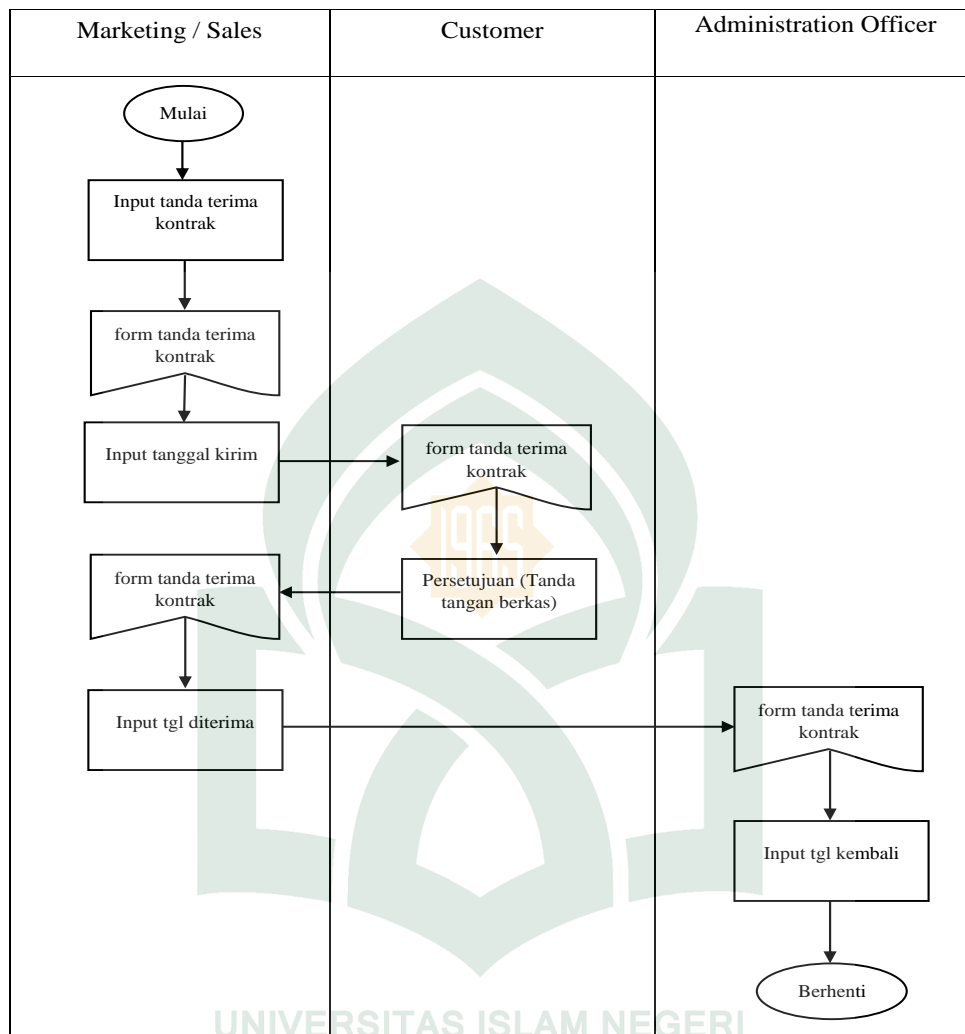 Marketing / Sales
Customer
Administration Officer
Mulai
Input tanda terima
kontrak
form tanda terima
kontrak
Input tanggal kirim
form tanda terima
kontrak
1965
Persetujuan (Tanda
tangan berkas)
form tanda terima
kontrak
Input tgl diterima
form tanda terima
kontrak
Input tgl kembali
Berhenti
UNIVERSITAS ISLAM NEGERI